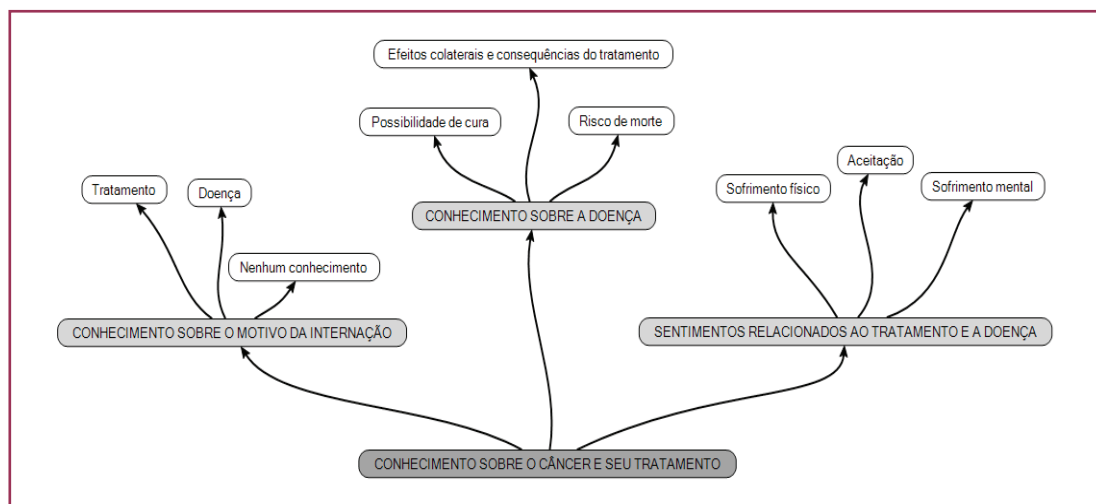 Efeitos colaterais e consequências do tratamento
Possibilidade de cura
Risco de morte
Tratamento
Doença
Nenhum conhecimento
CONHECIMENTO SOBRE A DOENÇA
Sofrimento físico
Aceitação
Sofrimento mental
CONHECIMENTO SOBRE O MOTIVO DA INTERNAÇÃO
SENTIMENTOS RELACIONADOS AO TRATAMENTO E A DOENÇA
CONHECIMENTO SOBRE O CÂNCER E SEU TRATAMENTO